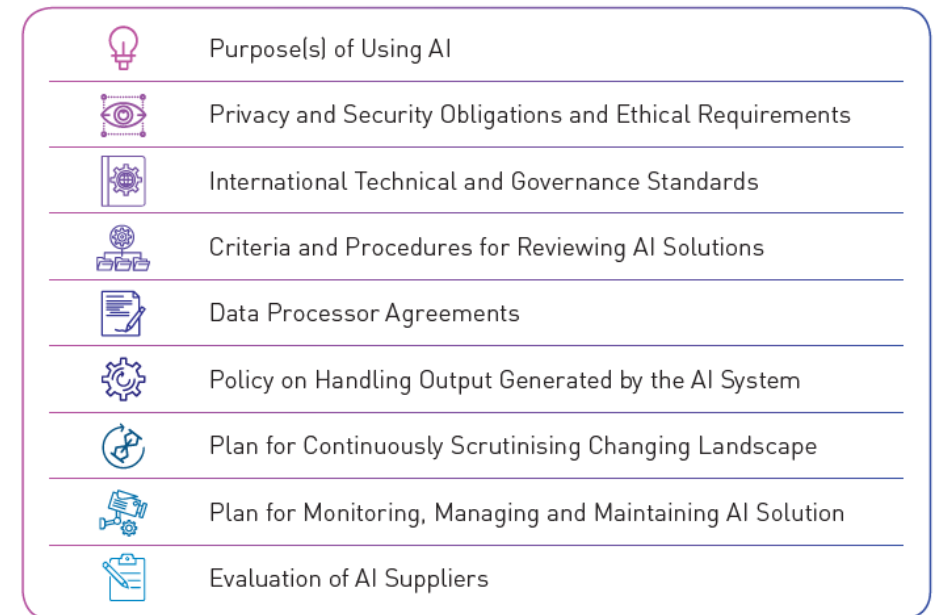 Purpose(s) of Using AI
Privacy and Security Obligations and Ethical Requirements
International Technical and Governance Standards
Criteria and Procedures for Reviewing AI Solutions
Data Processor Agreements
Policy on Handling Output Generated by the AI System
Plan for Continuously Scrutinising Changing Landscape
Plan for Monitoring, Managing and Maintaining AI Solution
Evaluation of AI Suppliers